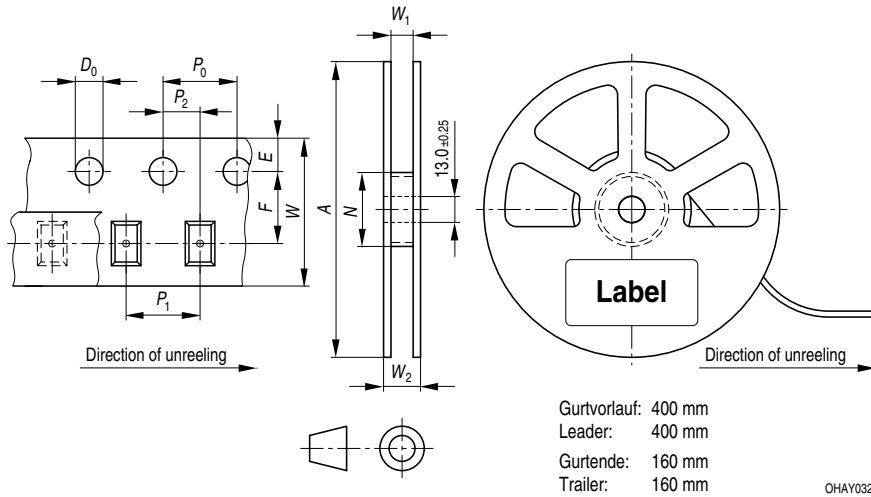 W1
D0
P0
P2
E
F
W
A
N
13.0±0.25
Label
P1
W2
Direction of unreeling
Direction of unreeling
Gurtvorlauf: 400 mm
Leader: 400 mm
Gurtende: 160 mm
Trailer: 160 mm